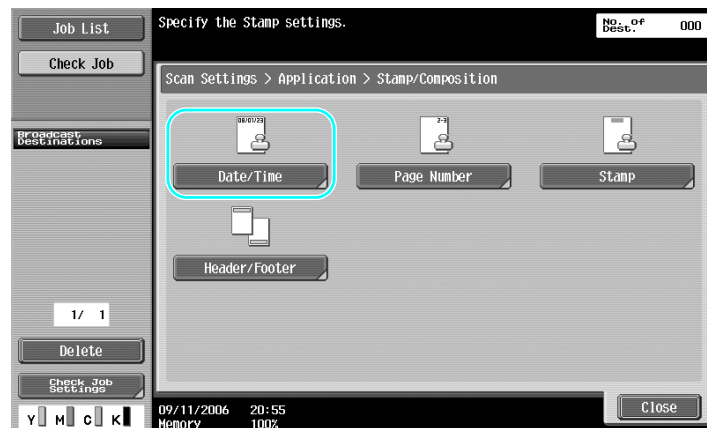 Job List
Check Job
Specify the Stamp settings.
No. of Dest. 000
Scan Settings > Application > Stamp/Composition
Broadcast
Destinations
08/01/23
Date/Time
2-3
Page Number
Stamp
Header/Footer
1/ 1
Delete
Check Job
Settings
Y M C K
09/11/2006 20:55
Memory 100%
Close